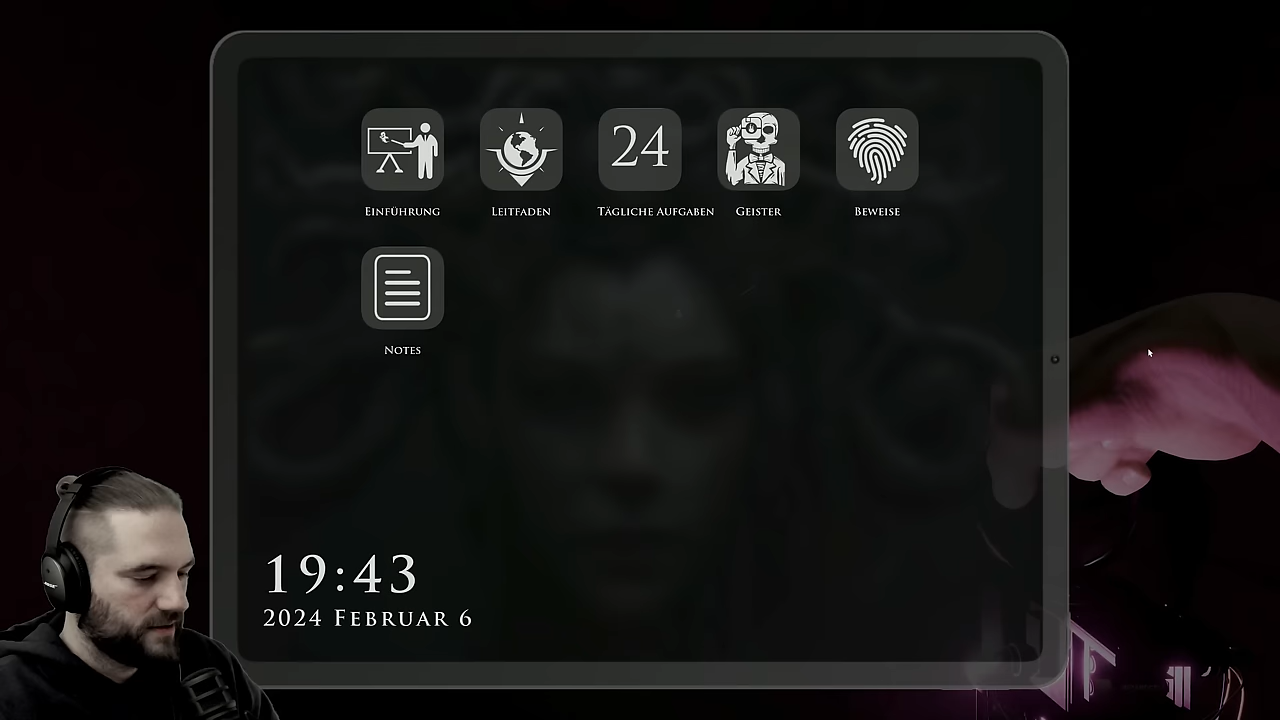 24
Einführung
Leitfaden
Tägliche Aufgaben
Geister
Beweise
Notes
19:43
2024 Februar 6